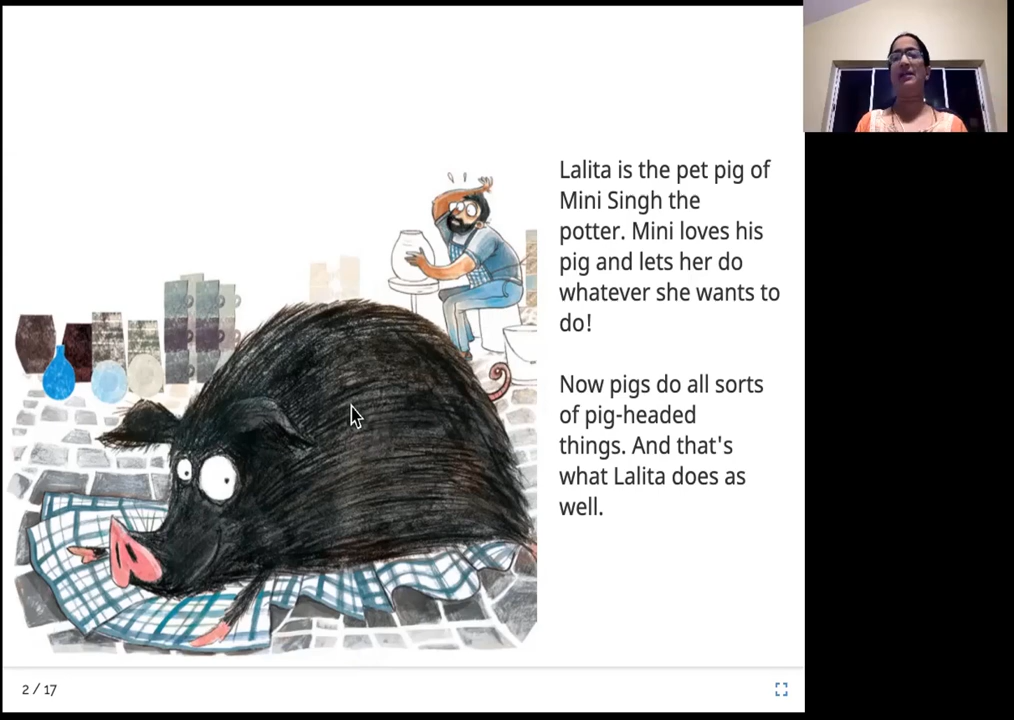 Lalita is the pet pig of
Mini Singh the
potter. Mini loves his
pig and lets her do
whatever she wants to
do!
Now pigs do all sorts
of pig-headed
things. And that's
what Lalita does as
well.
2 / 17